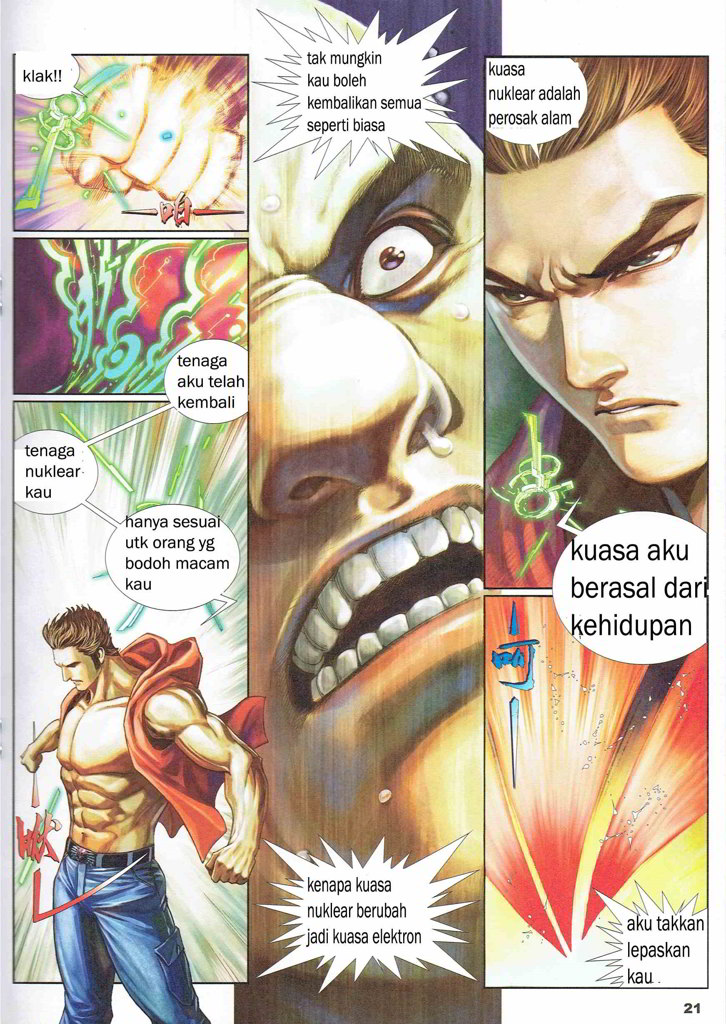 klak!!
咱
tenaga
aku telah
kembali
tenaga
nuklear
kau
hanya sesuai
utk orang yg
bodoh macam
kau
tak mungkin
kau boleh
kembalikan semua
seperti biasa
kenapa kuasa
nuklear berubah
jadi kuasa elektron
kuasa
nuklear adalah
perosak alam
kuasa aku
berasal dari
kehidupan
aku takkan
lepaskan
kau
21